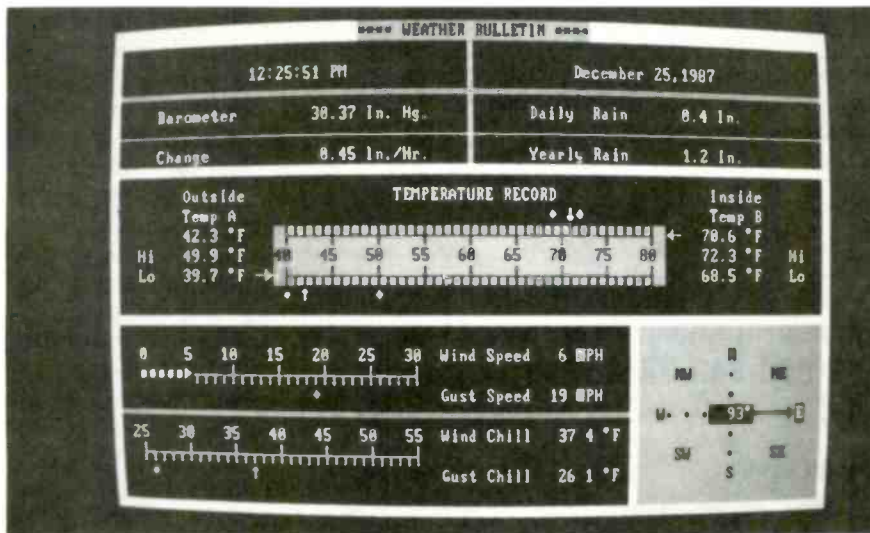 **** WEATHER BULLETIN ****
12:25:51 PM December 25,1987
Barometer 30.37 In. Hg. Daily Rain 0.4 In.
Change 0.45 In./Hr. Yearly Rain 1.2 In.
Outside TEMPERATURE RECORD Inside
Temp A Temp B
42.3 °F 70.6 °F
Hi 49.9 °F 40 45 50 55 60 65 70 75 80 72.3 °F Hi
Lo 39.7 °F 68.5 °F Lo
0 5 10 15 20 25 30 Wind Speed 6 MPH
Gust Speed 19 MPH
25 30 35 40 45 50 55 Wind Chill 37 4 °F
Gust Chill 26 1 °F
N
NW NE
W 93° E
SW SE
S